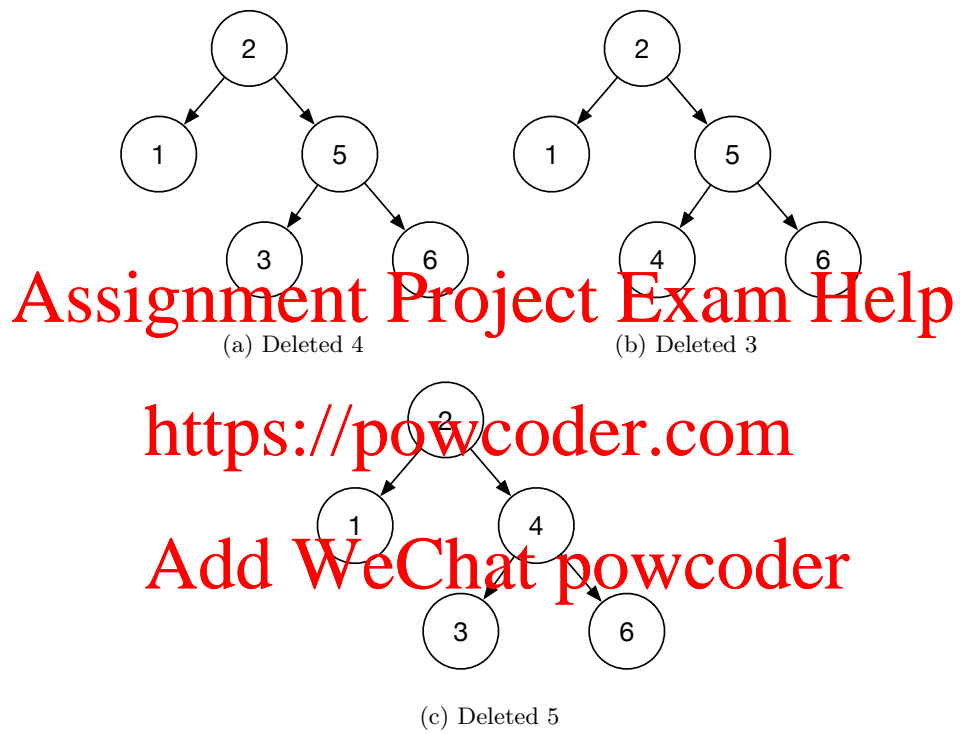 2 2
1 5 1 5
3 6 4 6
Assignment Project Exam Help
(a) Deleted 4 (b) Deleted 3
2
https://powcoder.com
1 4
Add WeChat powcoder
3 6
(c) Deleted 5